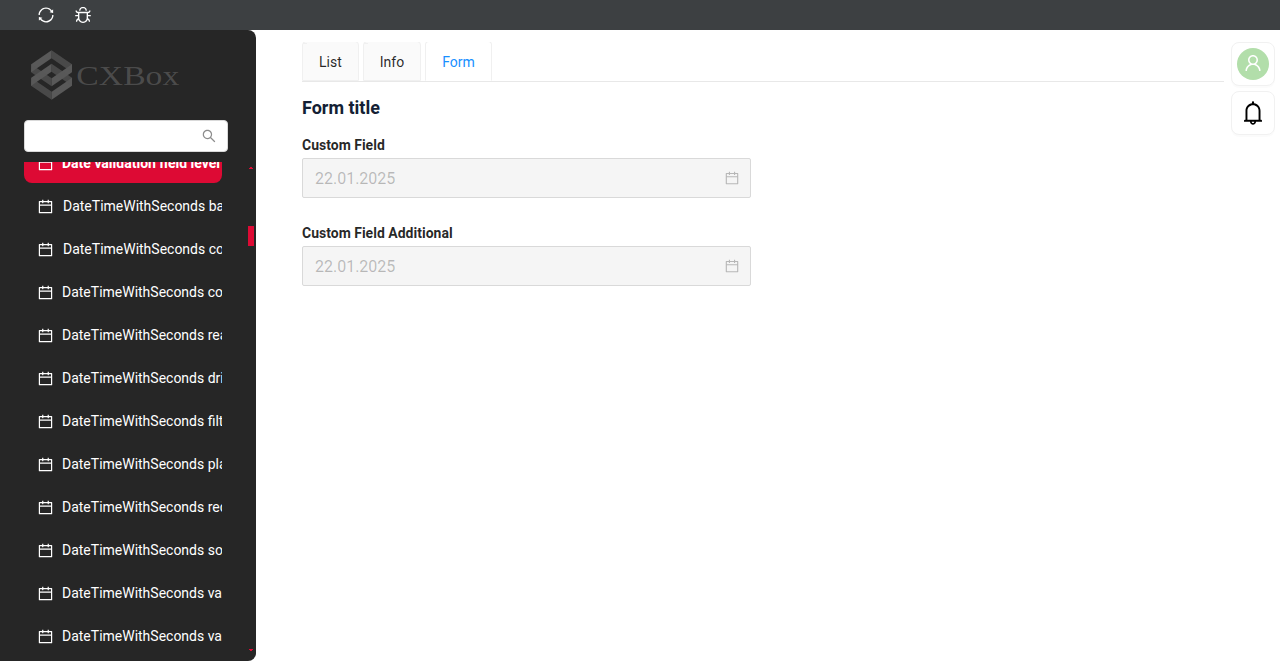 CXBox
Date validation field level
DateTimeWithSeconds ba
DateTimeWithSeconds co
DateTimeWithSeconds co
DateTimeWithSeconds rea
DateTimeWithSeconds dri
DateTimeWithSeconds filt
DateTimeWithSeconds pla
DateTimeWithSeconds req
DateTimeWithSeconds so
DateTimeWithSeconds va
DateTimeWithSeconds va
List
Info
Form
Form title
Custom Field
22.01.2025
Custom Field Additional
22.01.2025